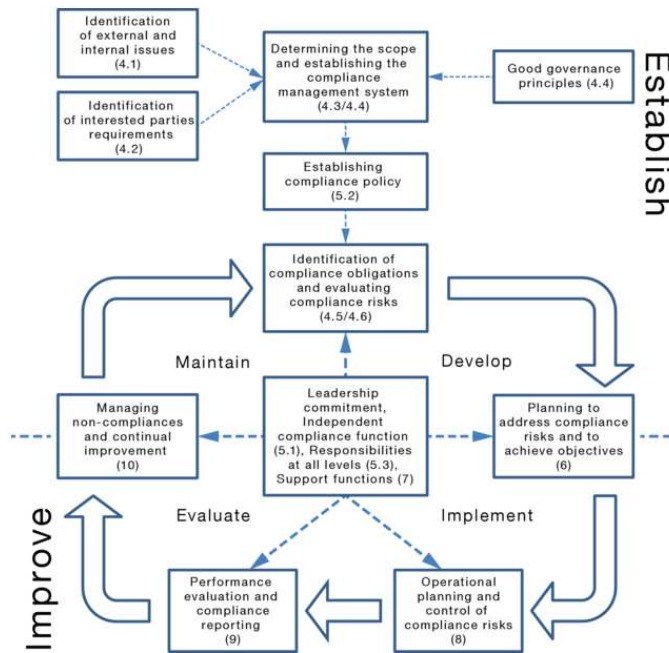 Identification
of external and
internal issues
(4.1)
Determining the scope
and establishing the
compliance
management system
(4.3/4.4)
Good governance
principles (4.4)
Establish
Identification
of interested parties
requirements
(4.2)
Establishing
compliance policy
(5.2)
Identification of
compliance obligations
and evaluating
compliance risks
(4.5/4.6)
Maintain
Develop
Managing
non-compliances
and continual
improvement
(10)
Leadership
commitment,
Independent
compliance function
(5.1), Responsibilities
at all levels (5.3),
Support functions (7)
Planning to
address compliance
risks and to
achieve objectives
(6)
Evaluate
Implement
Improve
Performance
evaluation and
compliance
reporting
(9)
Operational
planning and
control of
compliance risks
(8)